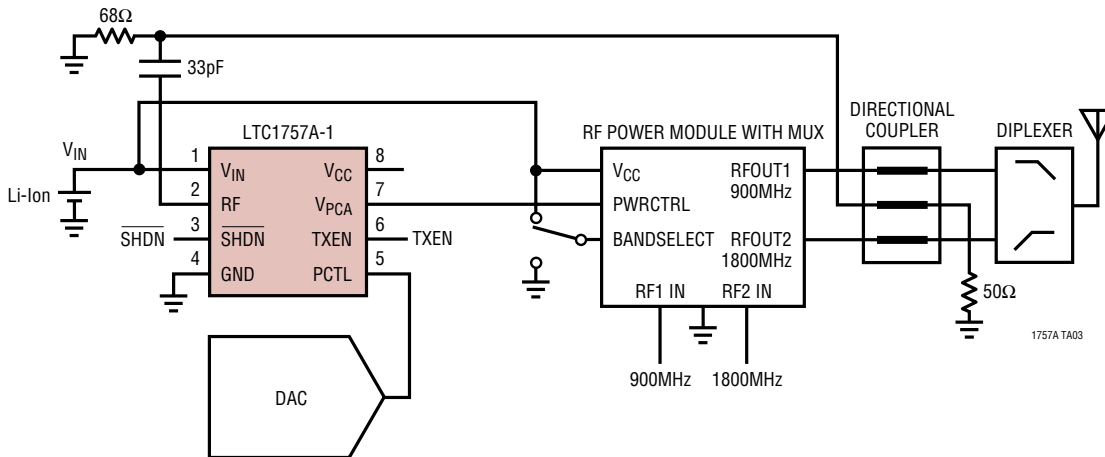 68Ω
33pF
LTC1757A-1
RF POWER MODULE WITH MUX
DIRECTIONAL
COUPLER
DIPLEXER
VIN
Li-Ion
1
VIN
VCC
8
2
RF
VPCA
7
SHDN
3
SHDN
TXEN
6
TXEN
4
GND
PCTL
5
VCC
RFOUT1
900MHz
PWRCTRL
BANDSELECT
RFOUT2
1800MHz
RF1 IN
RF2 IN
50Ω
900MHz
1800MHz
1757A TA03
DAC